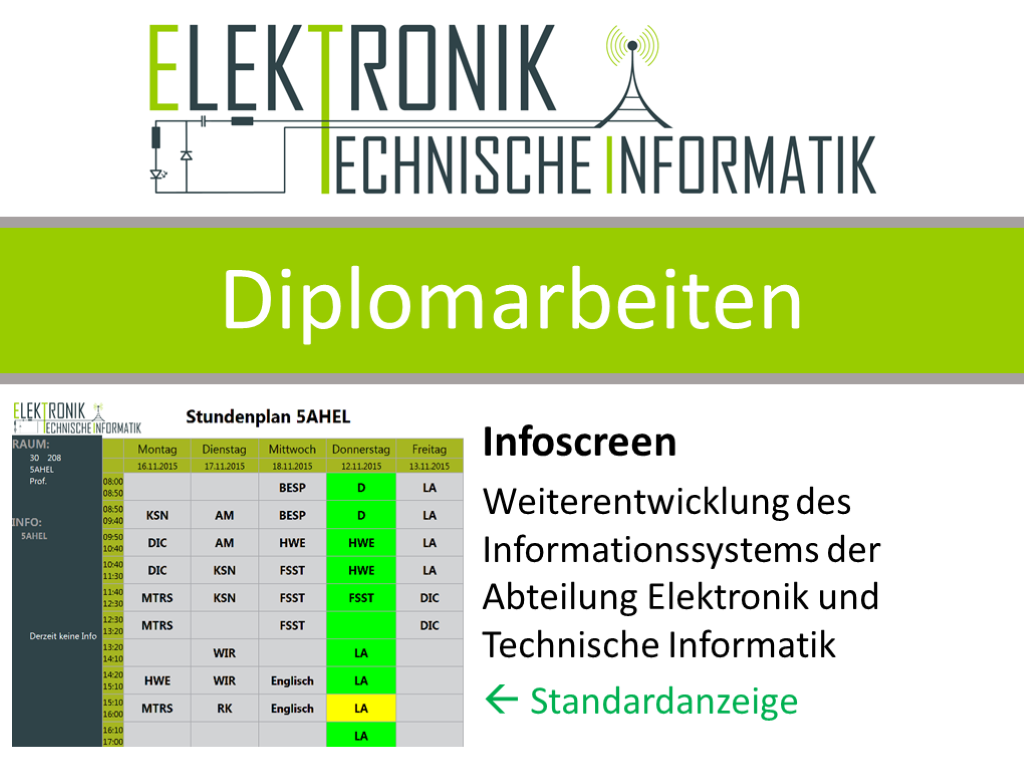 ELEKTRONIK
TECHNISCHE INFORMATIK
Diplomarbeiten
ELEKTRONIK
TECHNISCHE INFORMATIK
Stundenplan 5AHEL
RAUM:
30 208
5AHEL
Prof.
INFO:
5AHEL
Derzeit keine Info
Montag Dienstag Mittwoch Donnerstag Freitag
16.11.2015 17.11.2015 18.11.2015 12.11.2015 13.11.2015
08:00
08:50
BESP D LA
08:50
09:40
KSN AM BESP D LA
09:50
10:40
DIC AM HWE HWE LA
10:40
11:30
DIC KSN FSST HWE LA
11:40
12:30
MTRS KSN FSST FSST DIC
12:30
13:20
MTRS FSST DIC
13:20
14:10
WIR LA
14:20
15:10
HWE WIR Englisch LA
15:10
16:00
MTRS RK Englisch LA
16:10
17:00
LA
Infoscreen
Weiterentwicklung des
Informationssystems der
Abteilung Elektronik und
Technische Informatik
← Standardanzeige